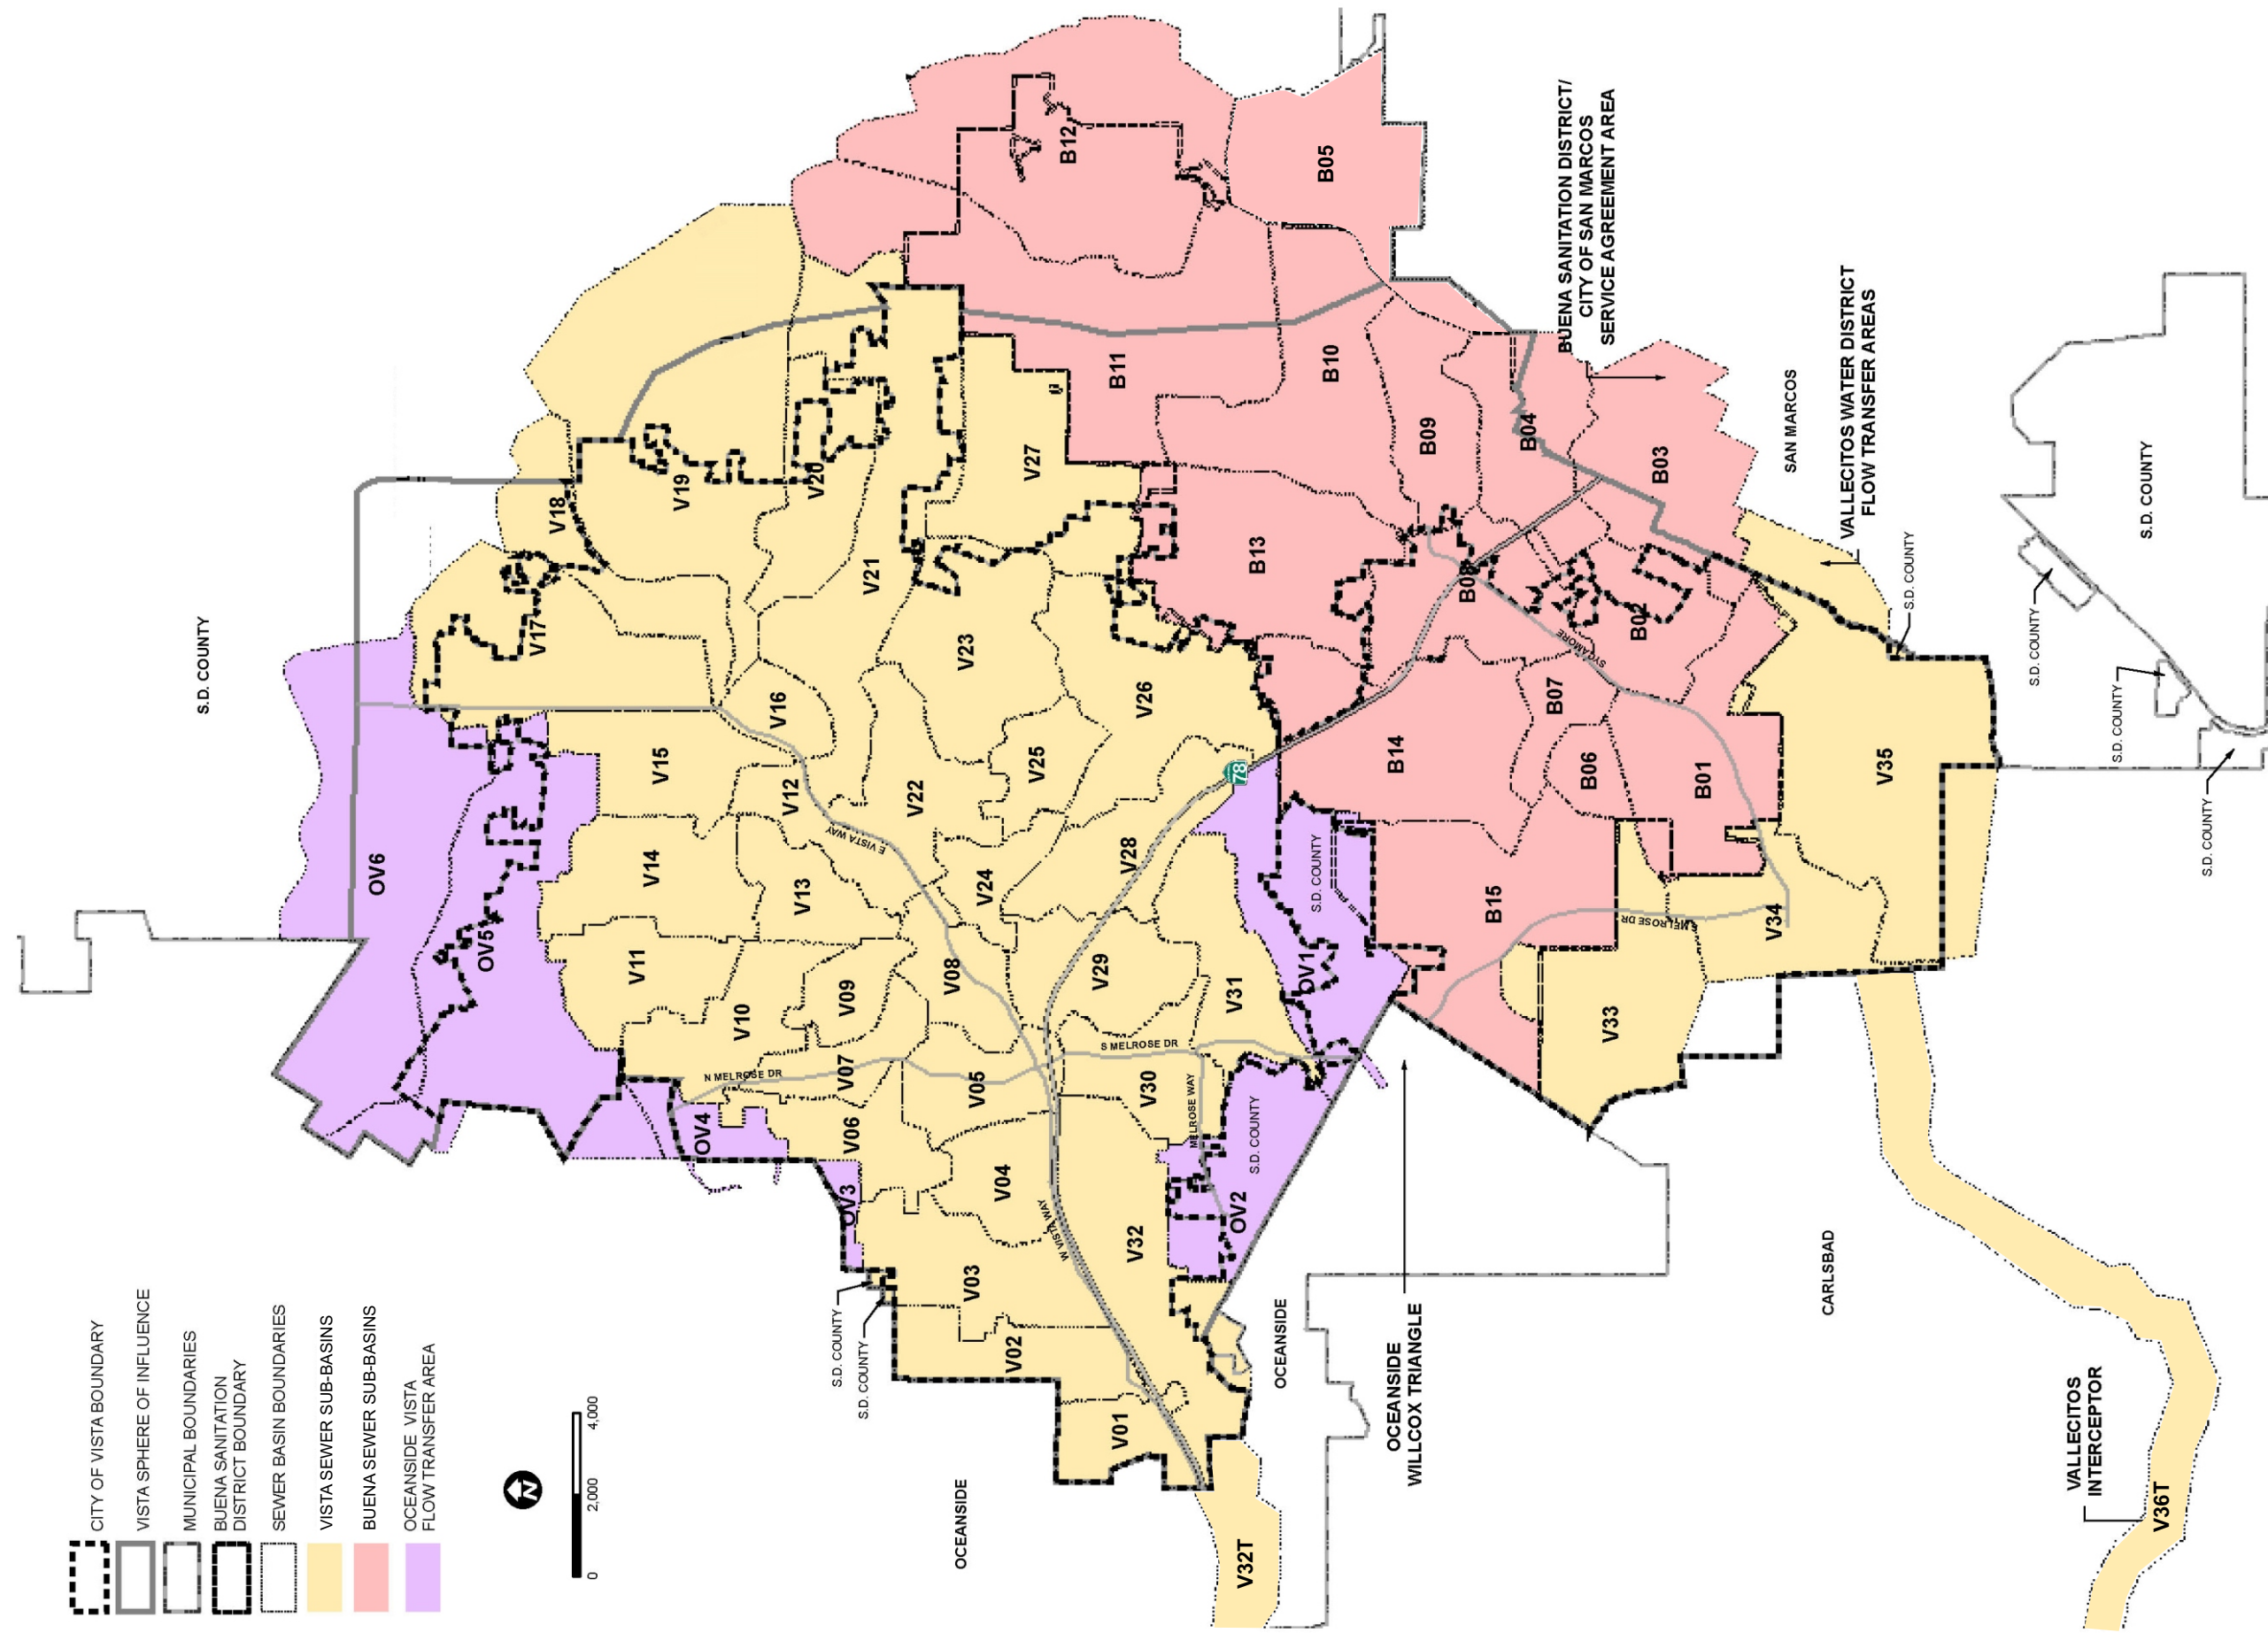 CITY OF VISTA BOUNDARY
VISTA SPHERE OF INFLUENCE
MUNICIPAL BOUNDARIES
BUENA SANITATION
DISTRICT BOUNDARY
SEWER BASIN BOUNDARIES
VISTA SEWER SUB-BASINS
BUENA SEWER SUB-BASINS
OCEANSIDE VISTA
FLOW TRANSFER AREA
N
0
2,000
4,000
S.D. COUNTY
OV6
OV5
V17
V18
V19
V20
V21
V16
V15
V14
V13
V12
V11
V10
V09
V08
V07
V06
V05
V04
V03
V02
V01
V22
V23
V24
V25
V26
V27
V28
V29
V30
V31
V32
V32T
OV4
OV3
OV2
OV1
E VISTA WAY
N MELROSE DR
S MELROSE DR
MELROSE WAY
W VISTA WAY
78
S.D. COUNTY
S.D. COUNTY
S.D. COUNTY
S.D. COUNTY
OCEANSIDE
OCEANSIDE
OCEANSIDE
WILLCOX TRIANGLE
B12
B05
B11
B10
B09
B04
B03
B13
B08
B02
B07
B06
B01
B14
B15
SYCAMORE
S MELROSE DR
V33
V34
V35
BUENA SANITATION DISTRICT/
CITY OF SAN MARCOS
SERVICE AGREEMENT AREA
SAN MARCOS
VALLECITOS WATER DISTRICT
FLOW TRANSFER AREAS
S.D. COUNTY
S.D. COUNTY
S.D. COUNTY
S.D. COUNTY
S.D. COUNTY
CARLSBAD
VALLECITOS
INTERCEPTOR
V36T